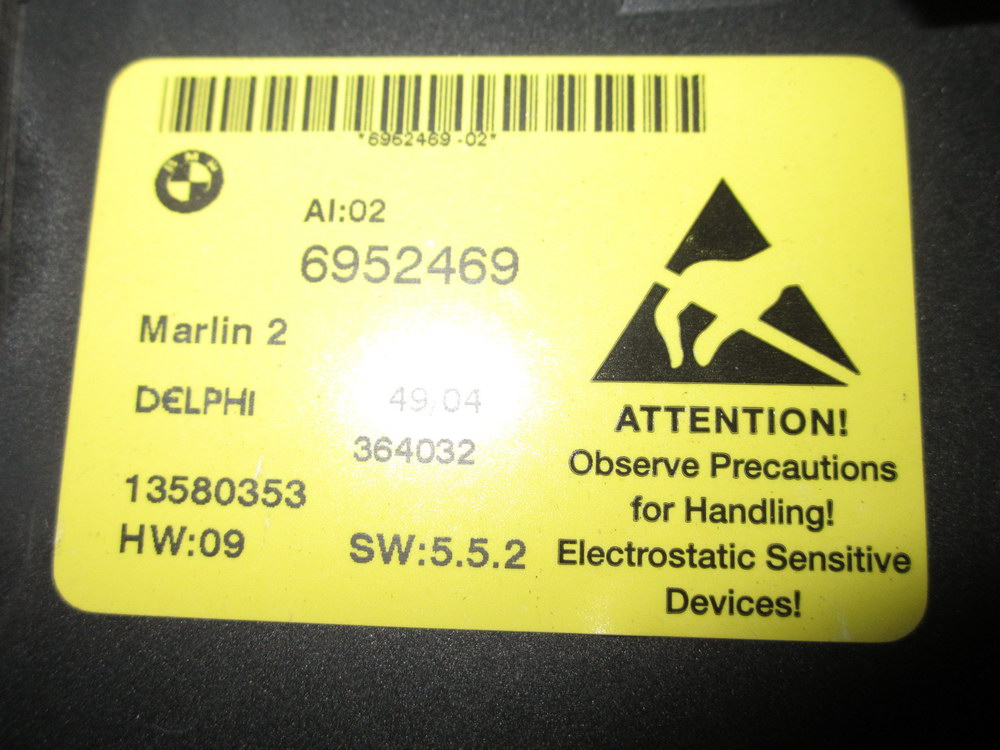 *6952469-02*
BMW
AI:02
6952469
Marlin 2
DELPHI 49/04
364032
13580353
HW:09 SW:5.5.2
ATTENTION!
Observe Precautions
for Handling!
Electrostatic Sensitive
Devices!